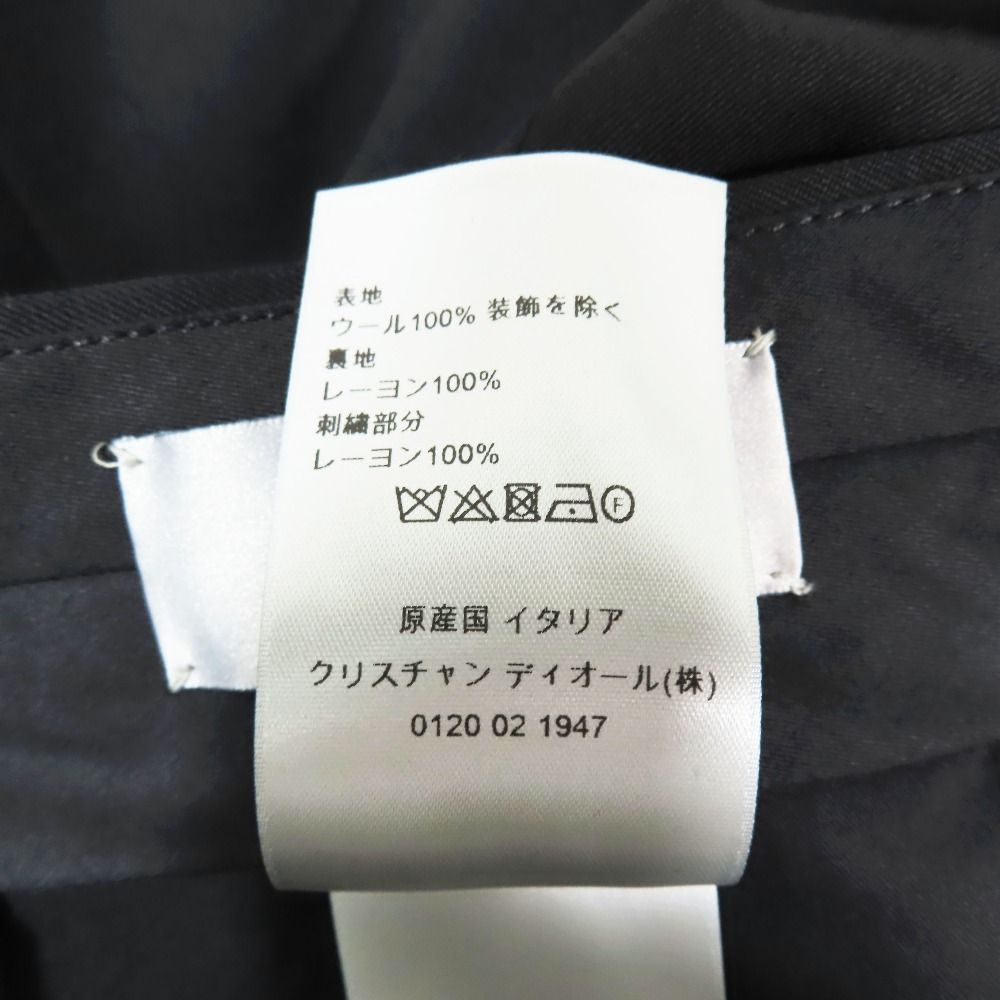 表地
ウール100% 装飾を除く
裏地
レーヨン100%
刺繍部分
レーヨン100%
F
原産国 イタリア
クリスチャン ディオール(株)
0120 02 1947